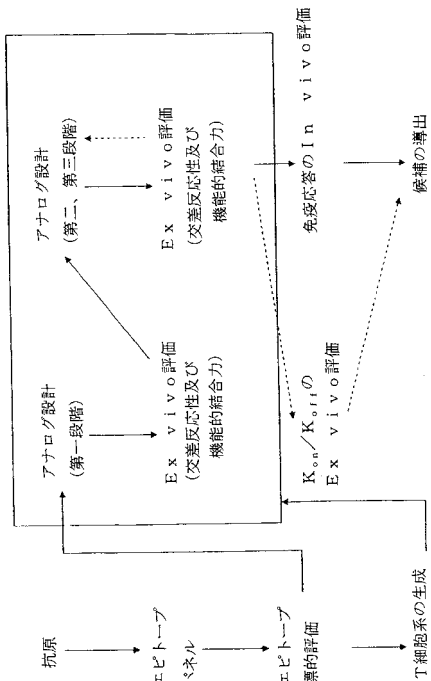 抗原
エピトープ
パネル
エピトープ
標的評価
T細胞系の生成
アナログ設計
(第一段階)
Ex vivo評価
(交差反応性及び
機能的結合力)
アナログ設計
(第二、第三段階)
Ex vivo評価
(交差反応性及び
機能的結合力)
Kon/Koffの
Ex vivo評価
免疫応答のIn vivo評価
候補の導出